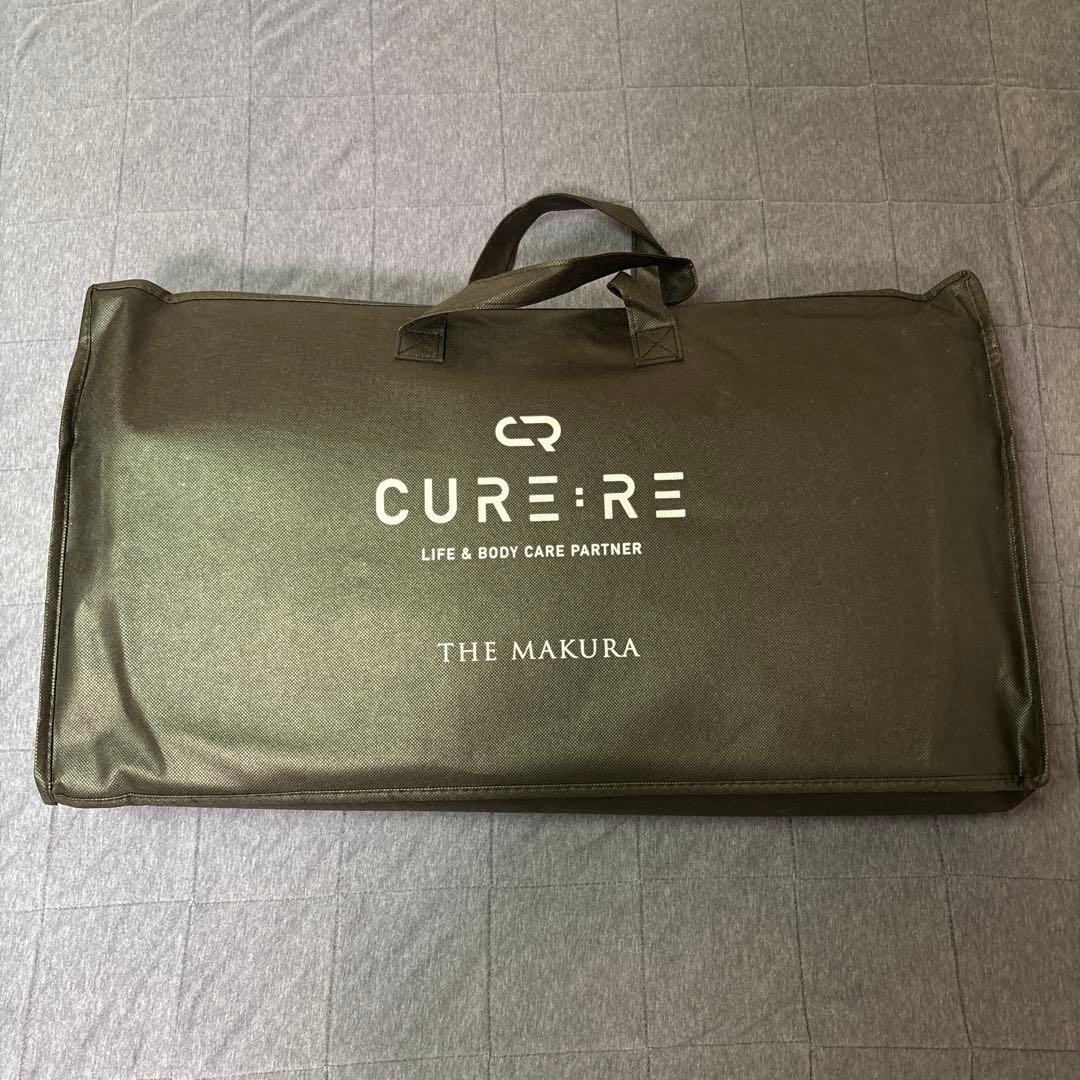 CR
CURE:RE
LIFE & BODY CARE PARTNER
THE MAKURA